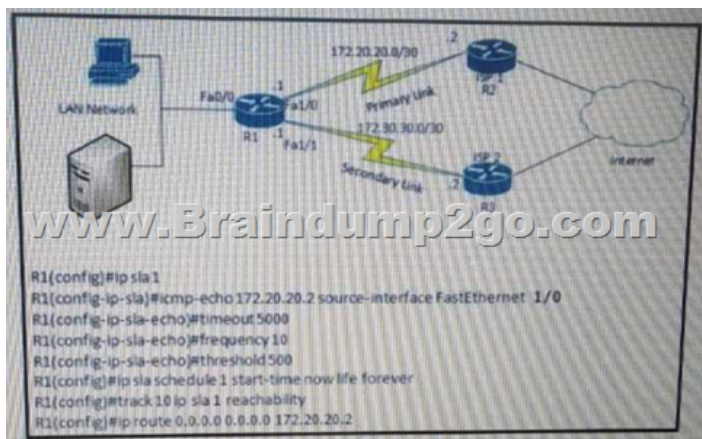 172.20.20.0/30
.2
ISP 1
R2
Primary Link
LAN Network
Fa0/0
.1
Fa1/0
R1
.1
Fa1/1
172.30.30.0/30
Secondary Link
.2
ISP 2
R3
Internet
www.Braindump2go.com
R1(config)#ip sla 1
R1(config-ip-sla)#icmp-echo 172.20.20.2 source-interface FastEthernet 1/0
R1(config-ip-sla-echo)#timeout 5000
R1(config-ip-sla-echo)#frequency 10
R1(config-ip-sla-echo)#threshold 500
R1(config)#ip sla schedule 1 start-time now life forever
R1(config)#track 10 ip sla 1 reachability
R1(config)#ip route 0.0.0.0 0.0.0.0 172.20.20.2